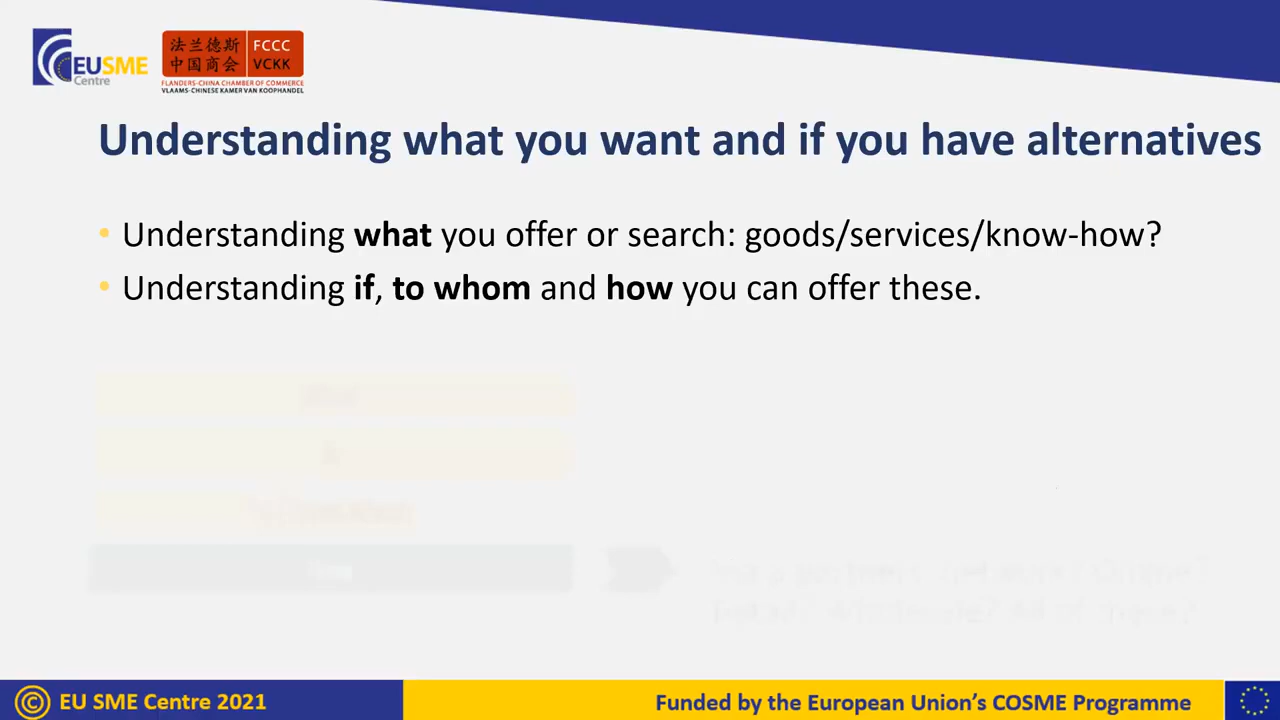 EUSME
Centre
法兰德斯
中国商会
FCCC
VCKK
FLANDERS-CHINA CHAMBER OF COMMERCE
VLAAMS-CHINESE KAMER VAN KOOPHANDEL
Understanding what you want and if you have alternatives
• Understanding what you offer or search: goods/services/know-how?
• Understanding if, to whom and how you can offer these.
© EU SME Centre 2021
Funded by the European Union’s COSME Programme